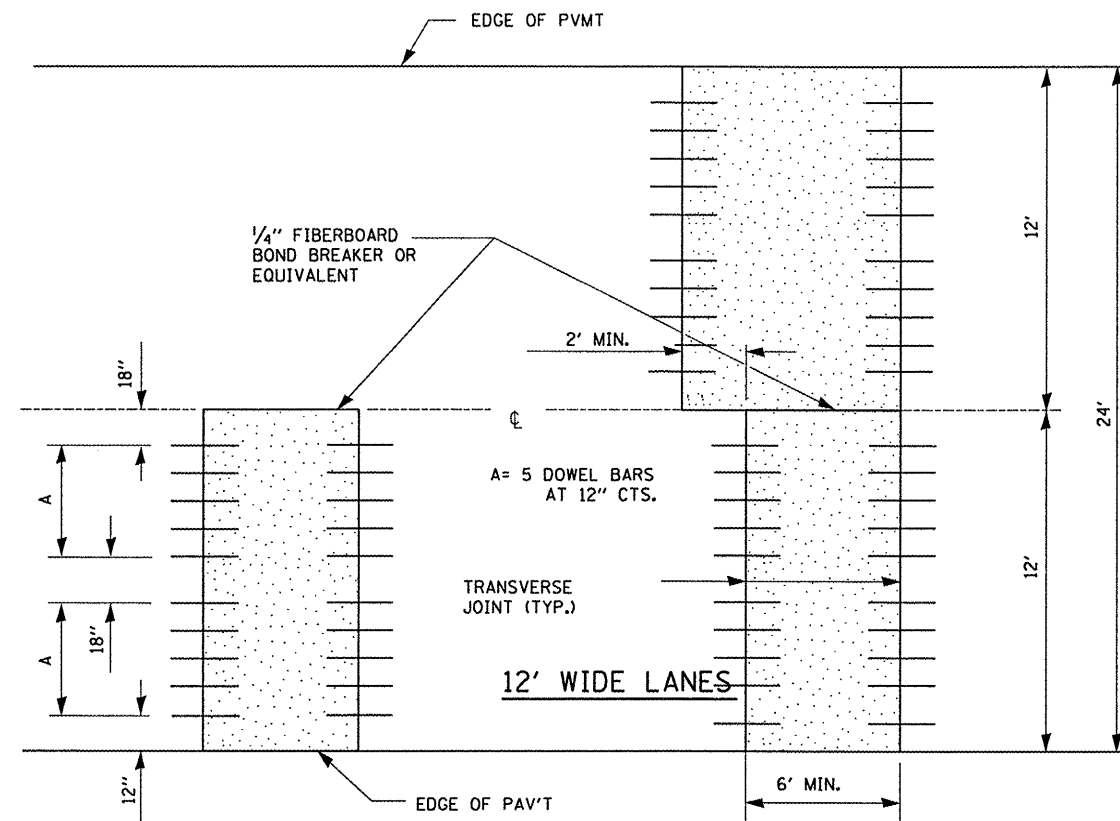 EDGE OF PVMT
1/4" FIBERBOARD
BOND BREAKER OR
EQUIVALENT
12'
2' MIN.
18"
24'
℄
A= 5 DOWEL BARS
AT 12" CTS.
A
TRANSVERSE
JOINT (TYP.)
12'
A
18"
12' WIDE LANES
12"
6' MIN.
EDGE OF PAV'T